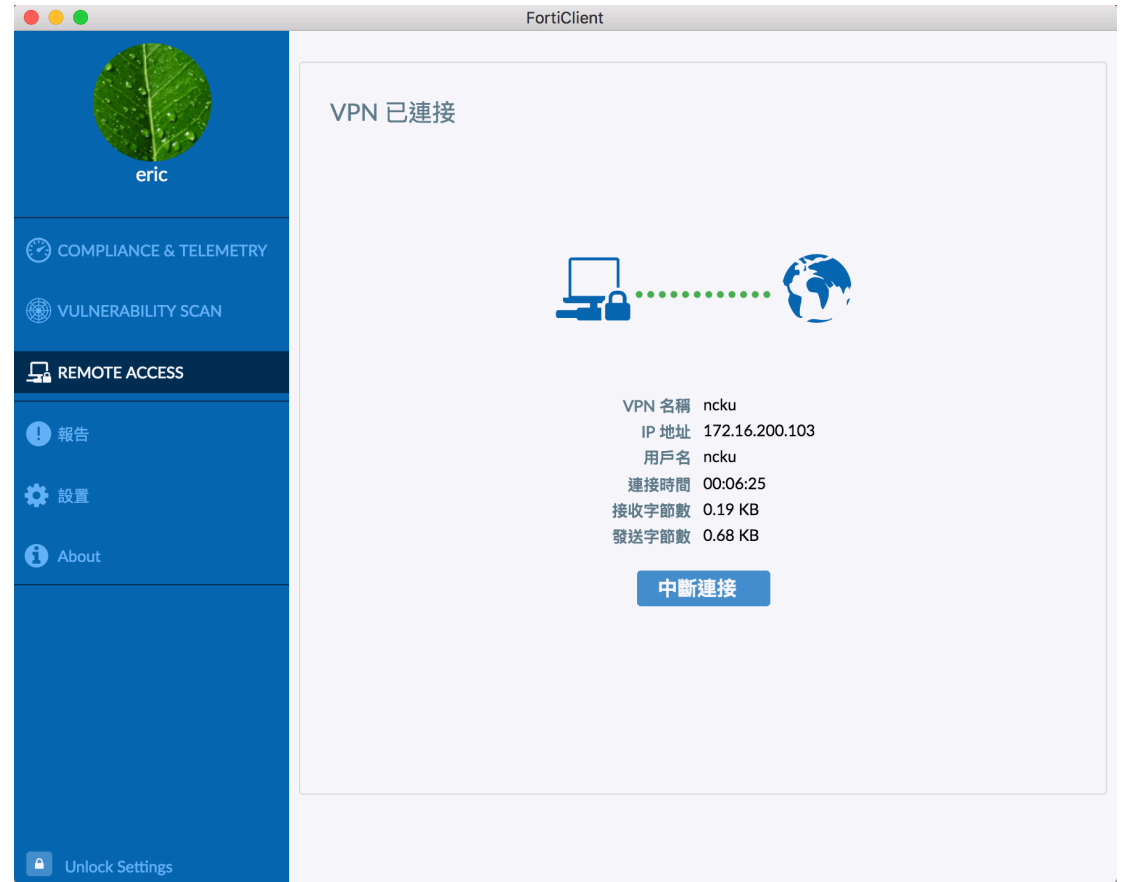 FortiClient
eric
COMPLIANCE & TELEMETRY
VULNERABILITY SCAN
REMOTE ACCESS
報告
設置
About
Unlock Settings
VPN 已連接
VPN 名稱 ncku
IP 地址 172.16.200.103
用戶名 ncku
連接時間 00:06:25
接收字節數 0.19 KB
發送字節數 0.68 KB
中斷連接